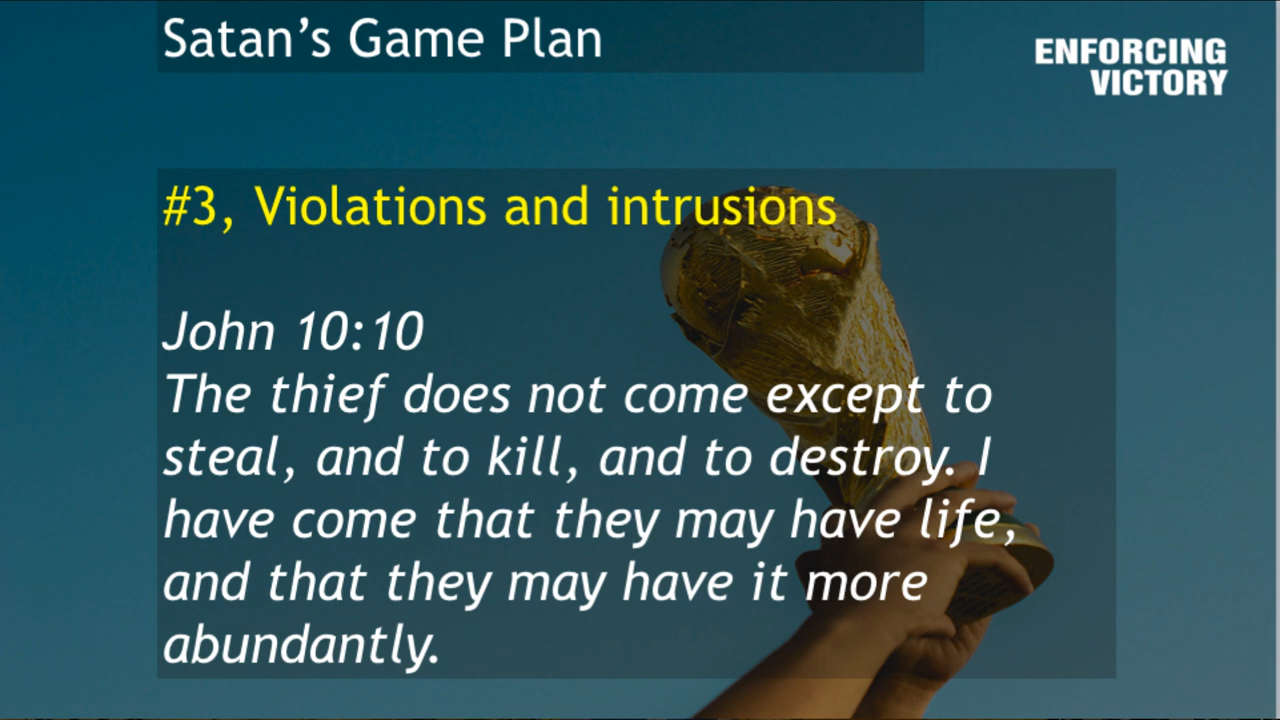 Satan’s Game Plan
ENFORCING
VICTORY
#3, Violations and intrusions
John 10:10
The thief does not come except to
steal, and to kill, and to destroy. I
have come that they may have life,
and that they may have it more
abundantly.